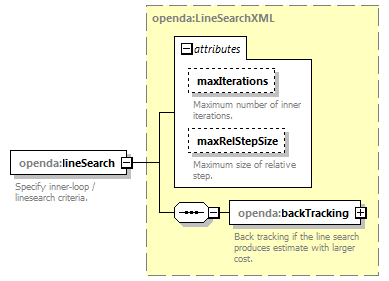 openda:LineSearchXML
attributes
maxIterations
Maximum number of inner
iterations.
maxRelStepSize
Maximum size of relative
step.
openda:lineSearch
Specify inner-loop /
linesearch criteria.
openda:backTracking
Back tracking if the line search
produces estimate with larger
cost.